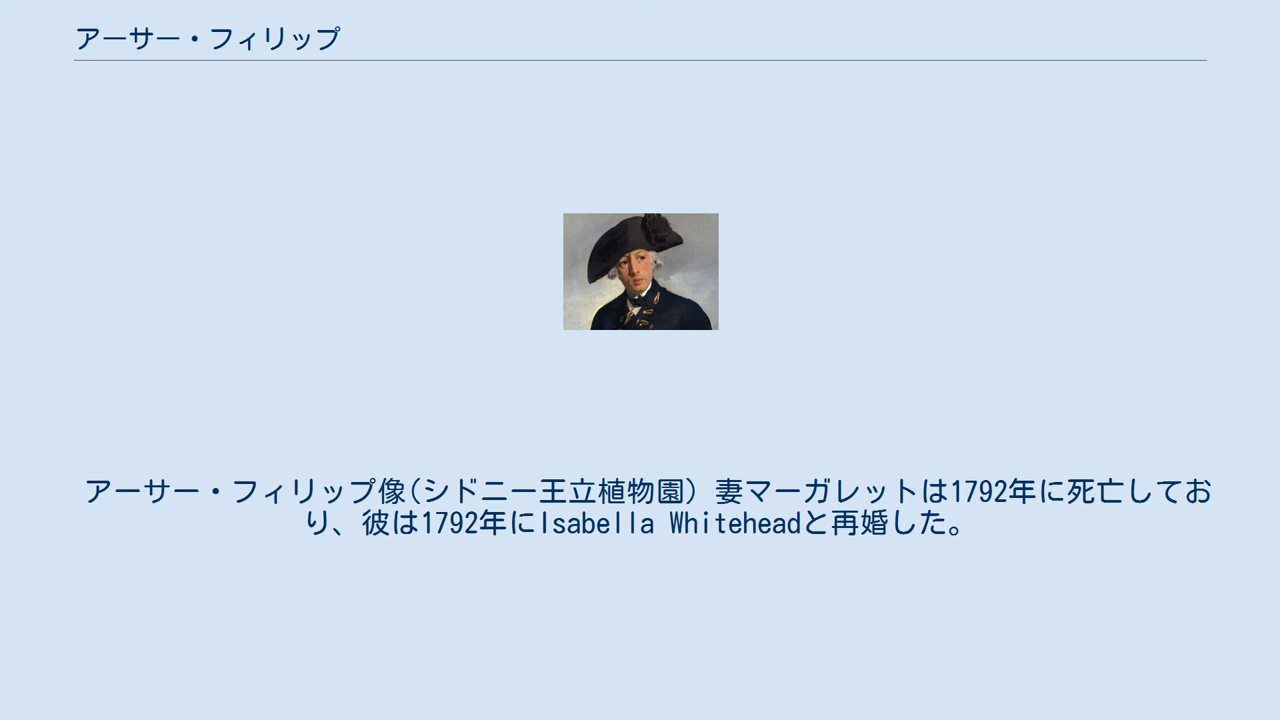 アーサー・フィリップ
アーサー・フィリップ像(シドニー王立植物園) 妻マーガレットは1792年に死亡してお
り、彼は1792年にIsabella Whiteheadと再婚した。